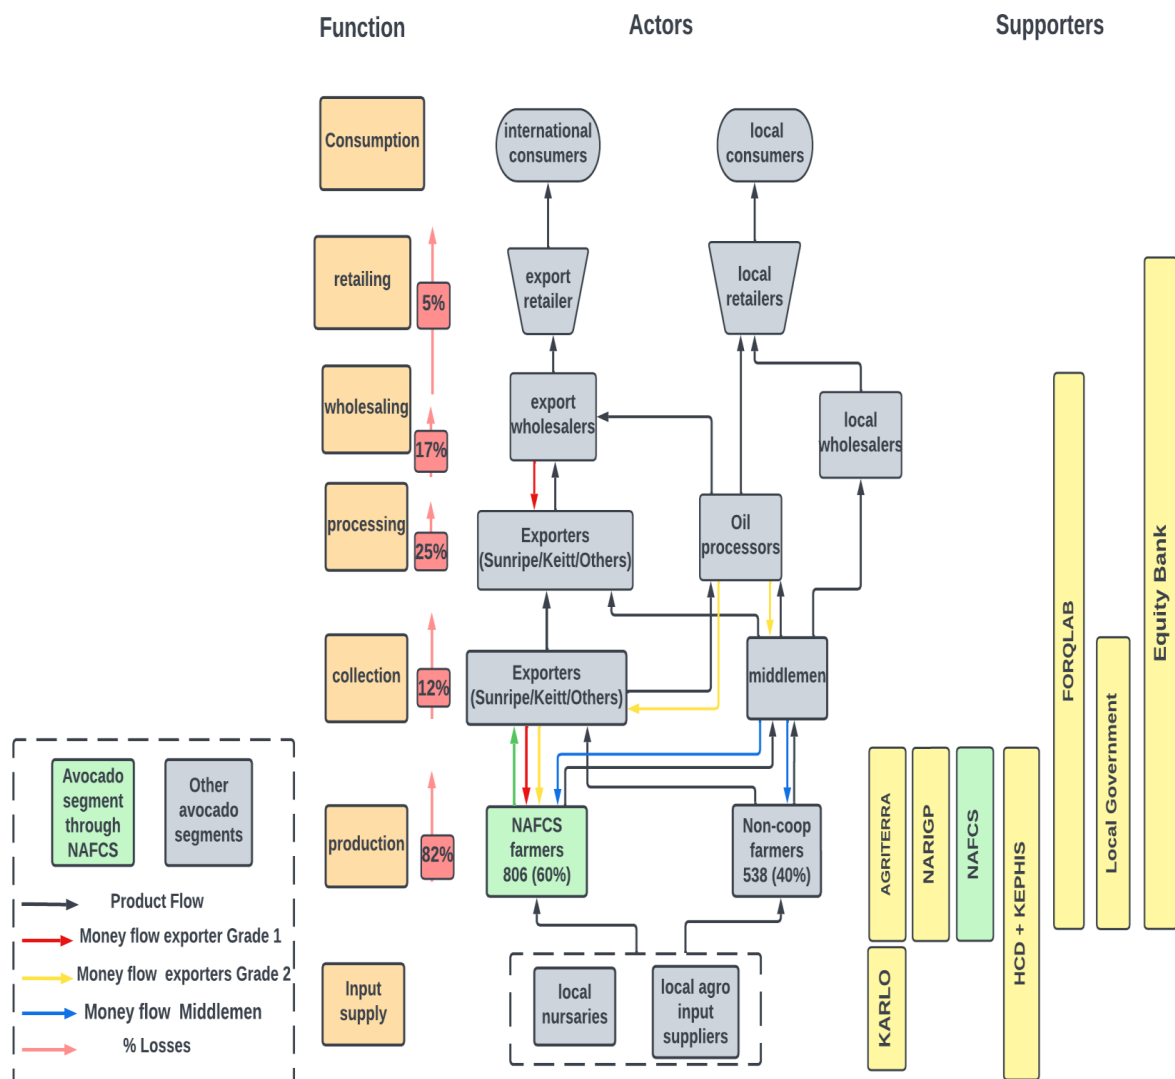 Function
Actors
Supporters
Consumption
international
consumers
local
consumers
retailing
5%
export
retailer
local
retailers
wholesaling
17%
export
wholesalers
local
wholesalers
processing
25%
Exporters
(Sunripe/Keitt/Others)
Oil
processors
collection
12%
Exporters
(Sunripe/Keitt/Others)
middlemen
production
82%
NAFCS
farmers
806 (60%)
Non-coop
farmers
538 (40%)
Input
supply
local
nursaries
local agro
input
suppliers
AGRITERRA
NARIGP
NAFCS
HCD + KEPHIS
FORQLAB
Local Government
Equity Bank
KARLO
Avocado
segment
through
NAFCS
Other
avocado
segments
Product Flow
Money flow exporter Grade 1
Money flow exporters Grade 2
Money flow Middlemen
% Losses